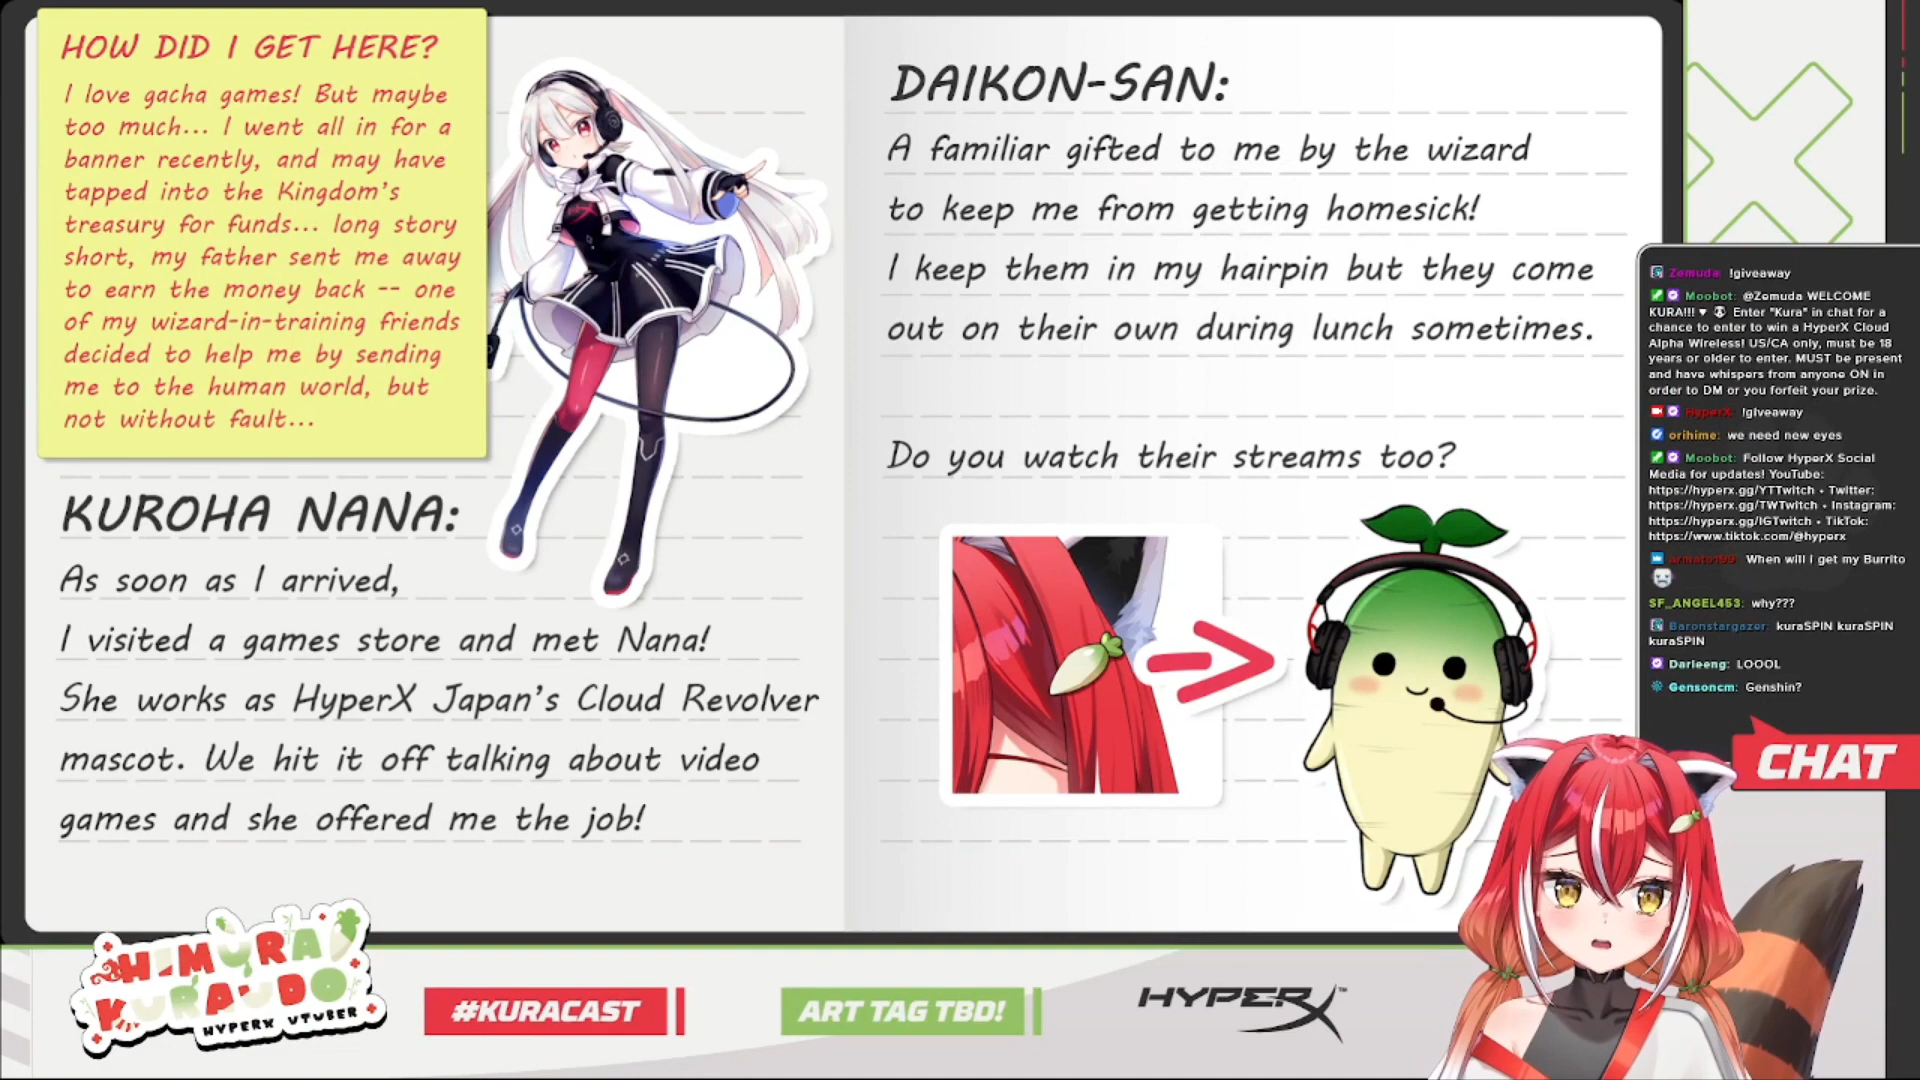 HOW DID I GET HERE?
I love gacha games! But maybe
too much... I went all in for a
banner recently, and may have
tapped into the Kingdom's
treasury for funds... long story
short, my father sent me away
to earn the money back -- one
of my wizard-in-training friends
decided to help me by sending
me to the human world, but
not without fault...
KUROHA NANA:
As soon as I arrived,
I visited a games store and met Nana!
She works as HyperX Japan's Cloud Revolver
mascot. We hit it off talking about video
games and she offered me the job!
DAIKON-SAN:
A familiar gifted to me by the wizard
to keep me from getting homesick!
I keep them in my hairpin but they come
out on their own during lunch sometimes.
Do you watch their streams too?
Zemuda: !giveaway
Moobot: @Zemuda WELCOME
KURA!!! ♥ Enter "Kura" in chat for a
chance to enter to win a HyperX Cloud
Alpha Wireless! US/CA only, must be 18
years or older to enter. MUST be present
and have whispers from anyone ON in
order to DM or you forfeit your prize.
HyperX: !giveaway
orihime: we need new eyes
Moobot: Follow HyperX Social
Media for updates! YouTube:
https://hyperx.gg/YTTwitch • Twitter:
https://hyperx.gg/TWTwitch • Instagram:
https://hyperx.gg/IGTwitch • TikTok:
https://www.tiktok.com/@hyperx
When will I get my Burrito
SF_ANGEL453: why???
Baronstargazer: kuraSPIN kuraSPIN
kuraSPIN
Darleeng: LOOOL
Gensoncm: Genshin?
CHAT
HIMURA
KURAUDO
HYPERX VTUBER
#KURACAST
ART TAG TBD!
HYPERX™